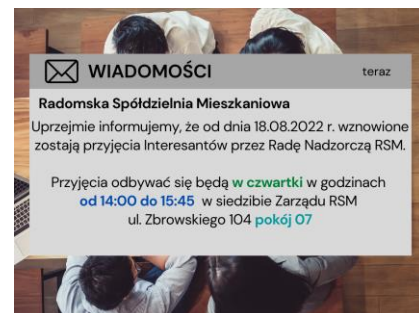 WIADOMOŚCI teraz
Radomska Spółdzielnia Mieszkaniowa
Uprzejmie informujemy, że od dnia 18.08.2022 r. wznowione
zostają przyjęcia Interesantów przez Radę Nadzorczą RSM.
Przyjęcia odbywać się będą w czwartki w godzinach
od 14:00 do 15:45 w siedzibie Zarządu RSM
ul. Zbrowskiego 104 pokój 07